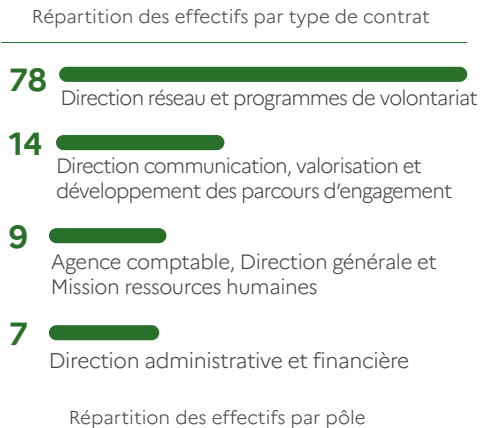 Répartition des effectifs par type de contrat
78
Direction réseau et programmes de volontariat
14
Direction communication, valorisation et
développement des parcours d’engagement
9
Agence comptable, Direction générale et
Mission ressources humaines
7
Direction administrative et financière
Répartition des effectifs par pôle